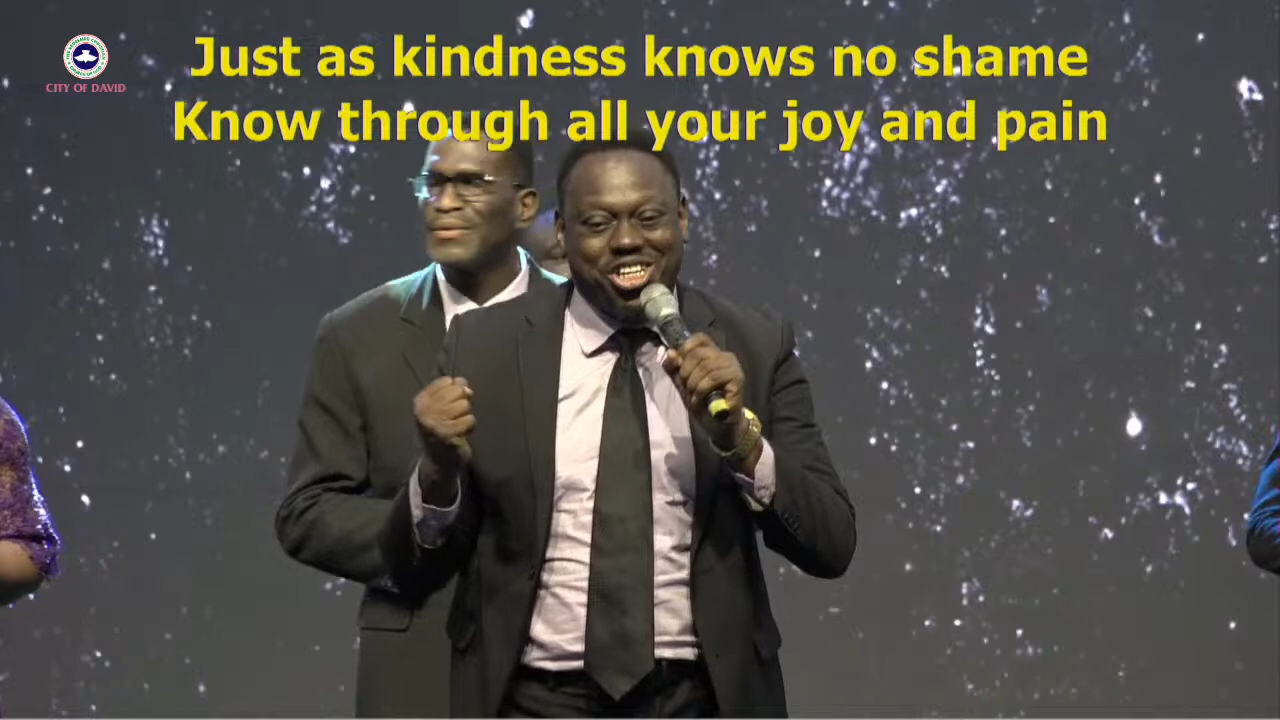 Just as kindness knows no shame
Know through all your joy and pain
CITY OF DAVID